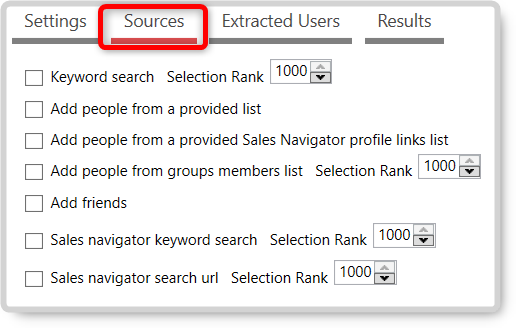 Settings Sources Extracted Users Results
Keyword search Selection Rank 1000
Add people from a provided list
Add people from a provided Sales Navigator profile links list
Add people from groups members list Selection Rank 1000
Add friends
Sales navigator keyword search Selection Rank 1000
Sales navigator search url Selection Rank 1000